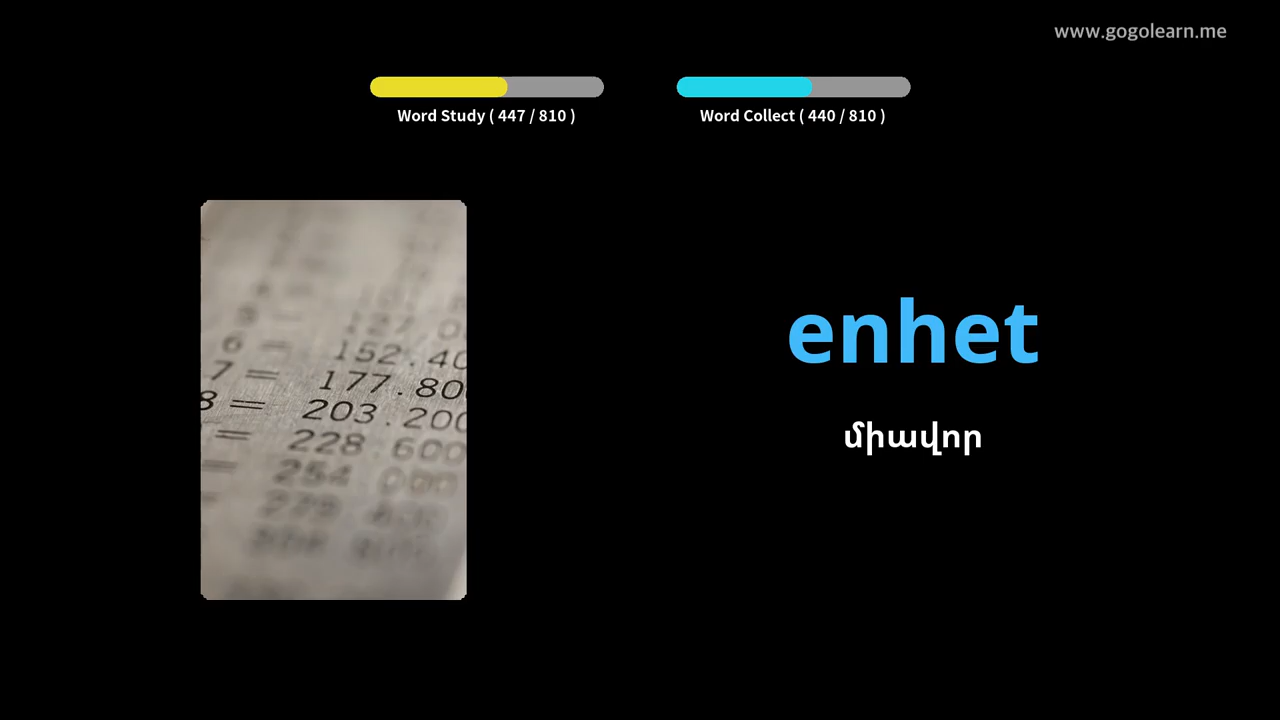 www.gogolearn.me
Word Study ( 447 / 810 )
Word Collect ( 440 / 810 )
6 = 152.40
7 = 177.80
8 = 203.200
= 228.600
254
enhet
միավոր